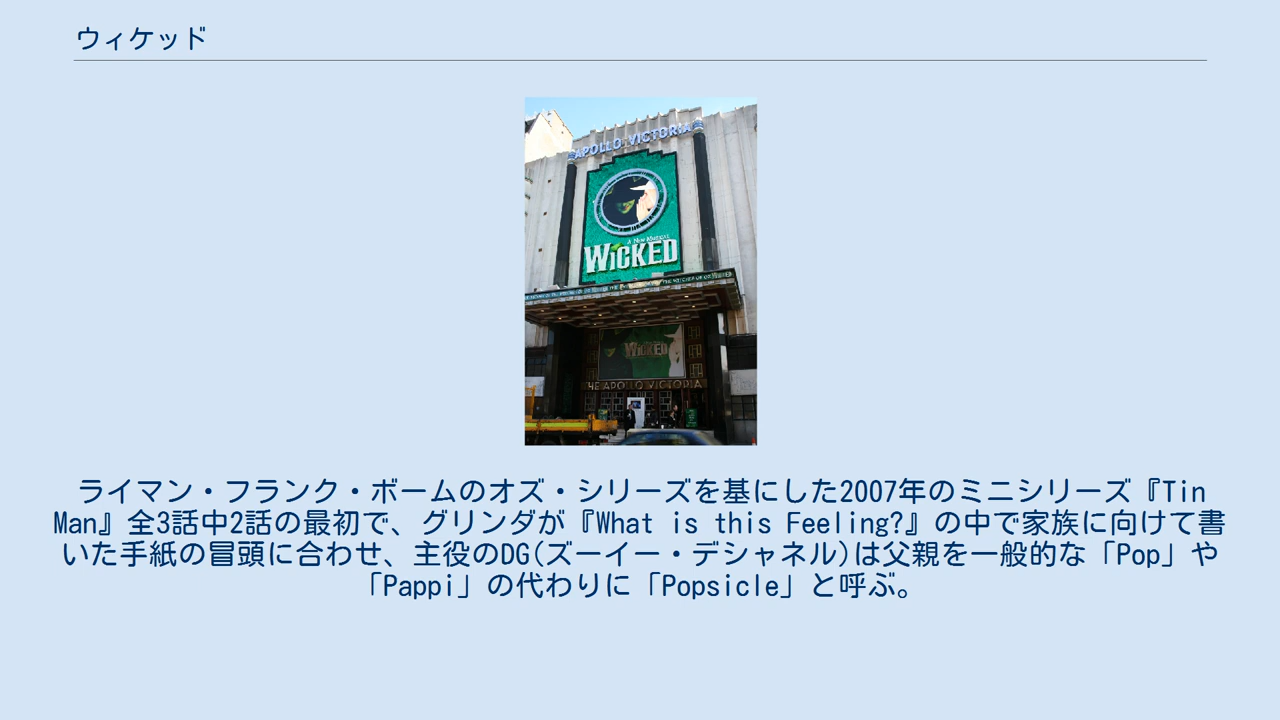 ウィケッド
APOLLO VICTORIA
A NEW MUSICAL
WICKED
WICKED
THE APOLLO VICTORIA
ライマン・フランク・ボームのオズ・シリーズを基にした2007年のミニシリーズ『Tin
Man』全3話中2話の最初で、グリンダが『What is this Feeling?』の中で家族に向けて書
いた手紙の冒頭に合わせ、主役のDG(ズーイー・デシャネル)は父親を一般的な「Pop」や
「Pappi」の代わりに「Popsicle」と呼ぶ。